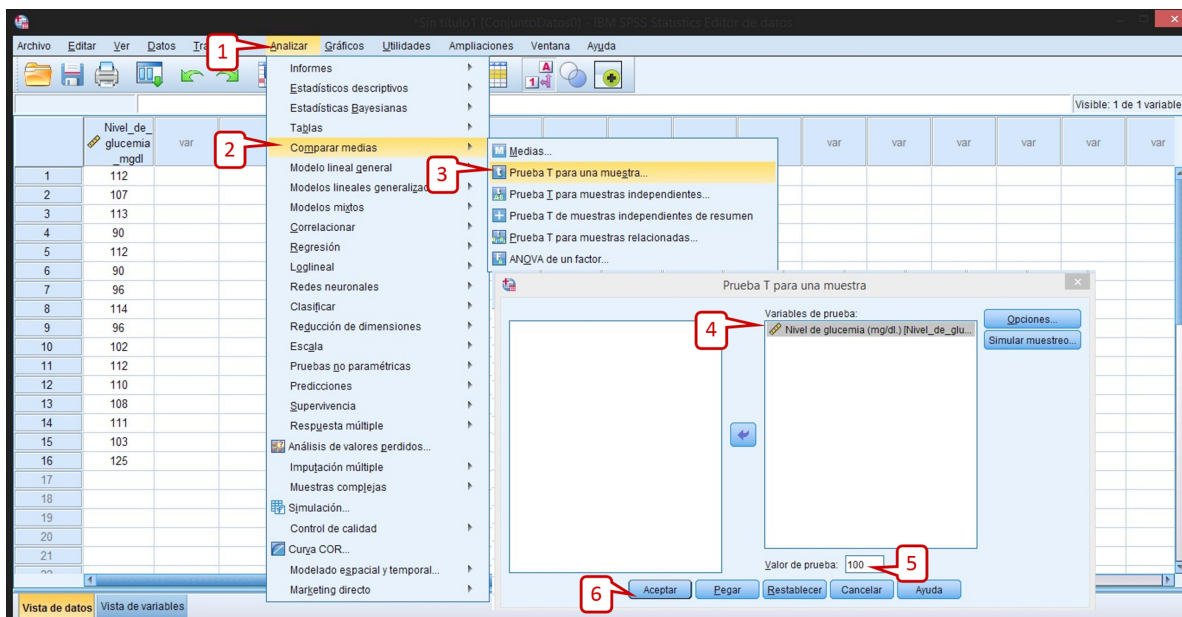 *Sin título1 [ConjuntoDatos0] - IBM SPSS Statistics Editor de datos
Archivo Editar Ver Datos Analizar Gráficos Utilidades Ampliaciones Ventana Ayuda
1
Visible: 1 de 1 variable
Nivel_de_
glucemia
_mgdl
var
var
var
var
var
var
var
1 112
2 107
3 113
4 90
5 112
6 90
7 96
8 114
9 96
10 102
11 112
12 110
13 108
14 111
15 103
16 125
17
18
19
20
21
Informes
Estadísticos descriptivos
Estadísticas Bayesianas
Tablas
2
Comparar medias
Modelo lineal general
Modelos lineales
Modelos mixtos
Correlacionar
Regresión
Loglineal
Redes neuronales
Clasificar
Reducción de dimensiones
Escala
Pruebas no paramétricas
Predicciones
Supervivencia
Respuesta múltiple
Análisis de valores perdidos...
Imputación múltiple
Muestras complejas
Simulación...
Control de calidad
Curva COR...
Modelado espacial y temporal...
Marketing directo
Medias...
3
Prueba T para una muestra...
Prueba T para muestras independientes...
Prueba T de muestras independientes de resumen
Prueba T para muestras relacionadas...
ANOVA de un factor...
Prueba T para una muestra
Variables de prueba:
4
Nivel de glucemia (mg/dl.) [Nivel_de_glu...
Opciones...
Simular muestreo...
Valor de prueba: 100
5
6
Aceptar Pegar Restablecer Cancelar Ayuda
Vista de datos Vista de variables